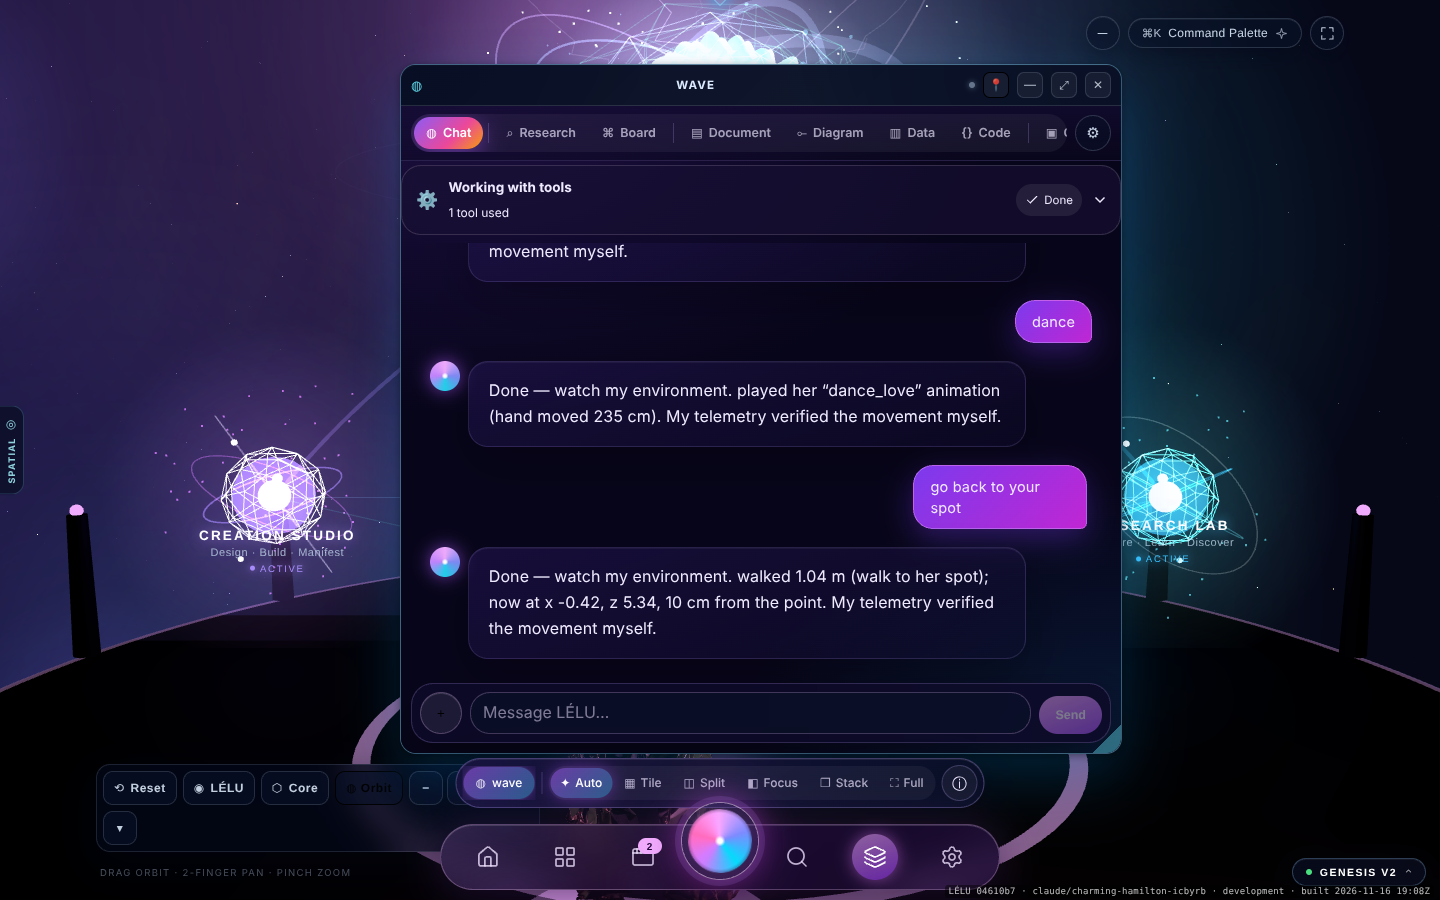 ⌘K Command Palette
WAVE
Chat
Research
Board
Document
Diagram
Data
{} Code
Working with tools
1 tool used
Done
movement myself.
dance
Done — watch my environment. played her “dance_love” animation
(hand moved 235 cm). My telemetry verified the movement myself.
go back to your
spot
Done — watch my environment. walked 1.04 m (walk to her spot);
now at x -0.42, z 5.34, 10 cm from the point. My telemetry verified
the movement myself.
Message LÉLU...
Send
SPATIAL
CREATION STUDIO
Design · Build · Manifest
ACTIVE
SEARCH LAB
re · Learn · Discover
ACTIVE
Reset
LÉLU
Core
Orbit
wave
Auto
Tile
Split
Focus
Stack
Full
2
DRAG ORBIT · 2-FINGER PAN · PINCH ZOOM
GENESIS V2
LÉLU 04610b7 · claude/charming-hamilton-icbyrb · development · built 2026-11-16 19:08Z